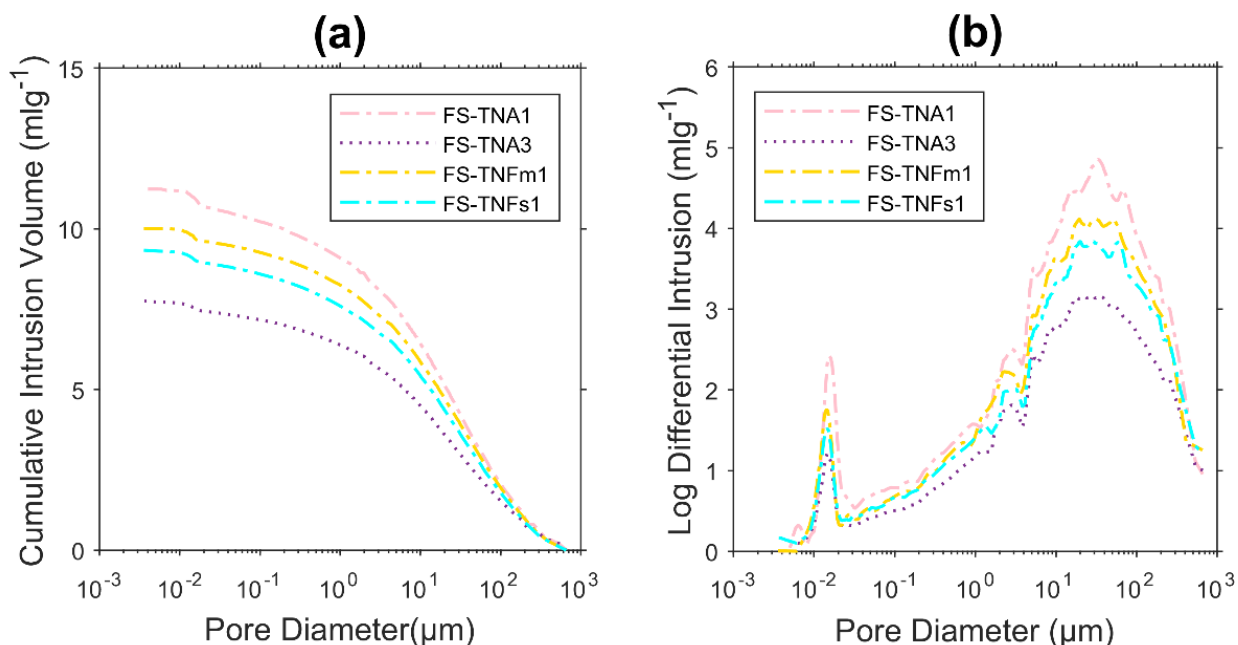 (a)
Cumulative Intrusion Volume (mlg⁻¹)
15
10
5
0
FS-TNA1
FS-TNA3
FS-TNFm1
FS-TNFs1
10⁻³ 10⁻² 10⁻¹ 10⁰ 10¹ 10² 10³
Pore Diameter(μm)
(b)
Log Differential Intrusion (mlg⁻¹)
6
5
4
3
2
1
0
FS-TNA1
FS-TNA3
FS-TNFm1
FS-TNFs1
10⁻³ 10⁻² 10⁻¹ 10⁰ 10¹ 10² 10³
Pore Diameter (μm)